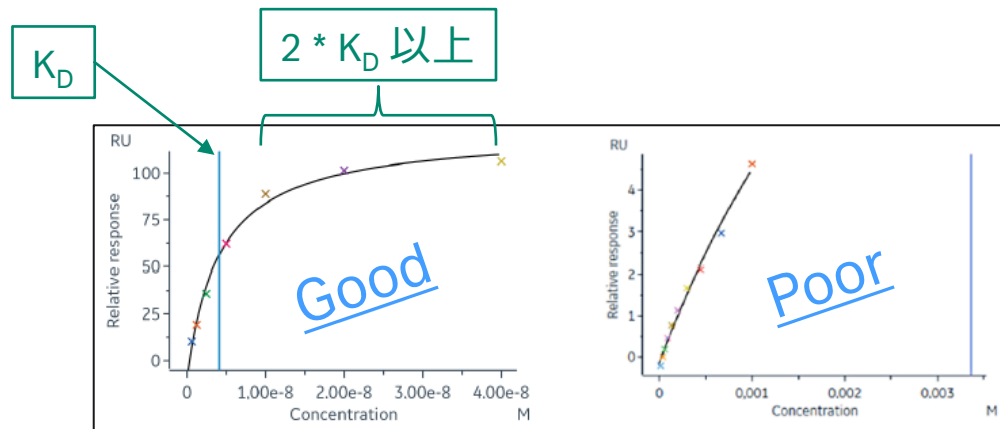 K_D
2 * K_D 以上
RU
100
75
50
25
0
Relative response
0
1.00e-8
2.00e-8
3.00e-8
4.00e-8
Concentration
M
Good
RU
4
3
2
1
0
Relative response
0
0,001
0,002
0,003
Concentration
M
Poor